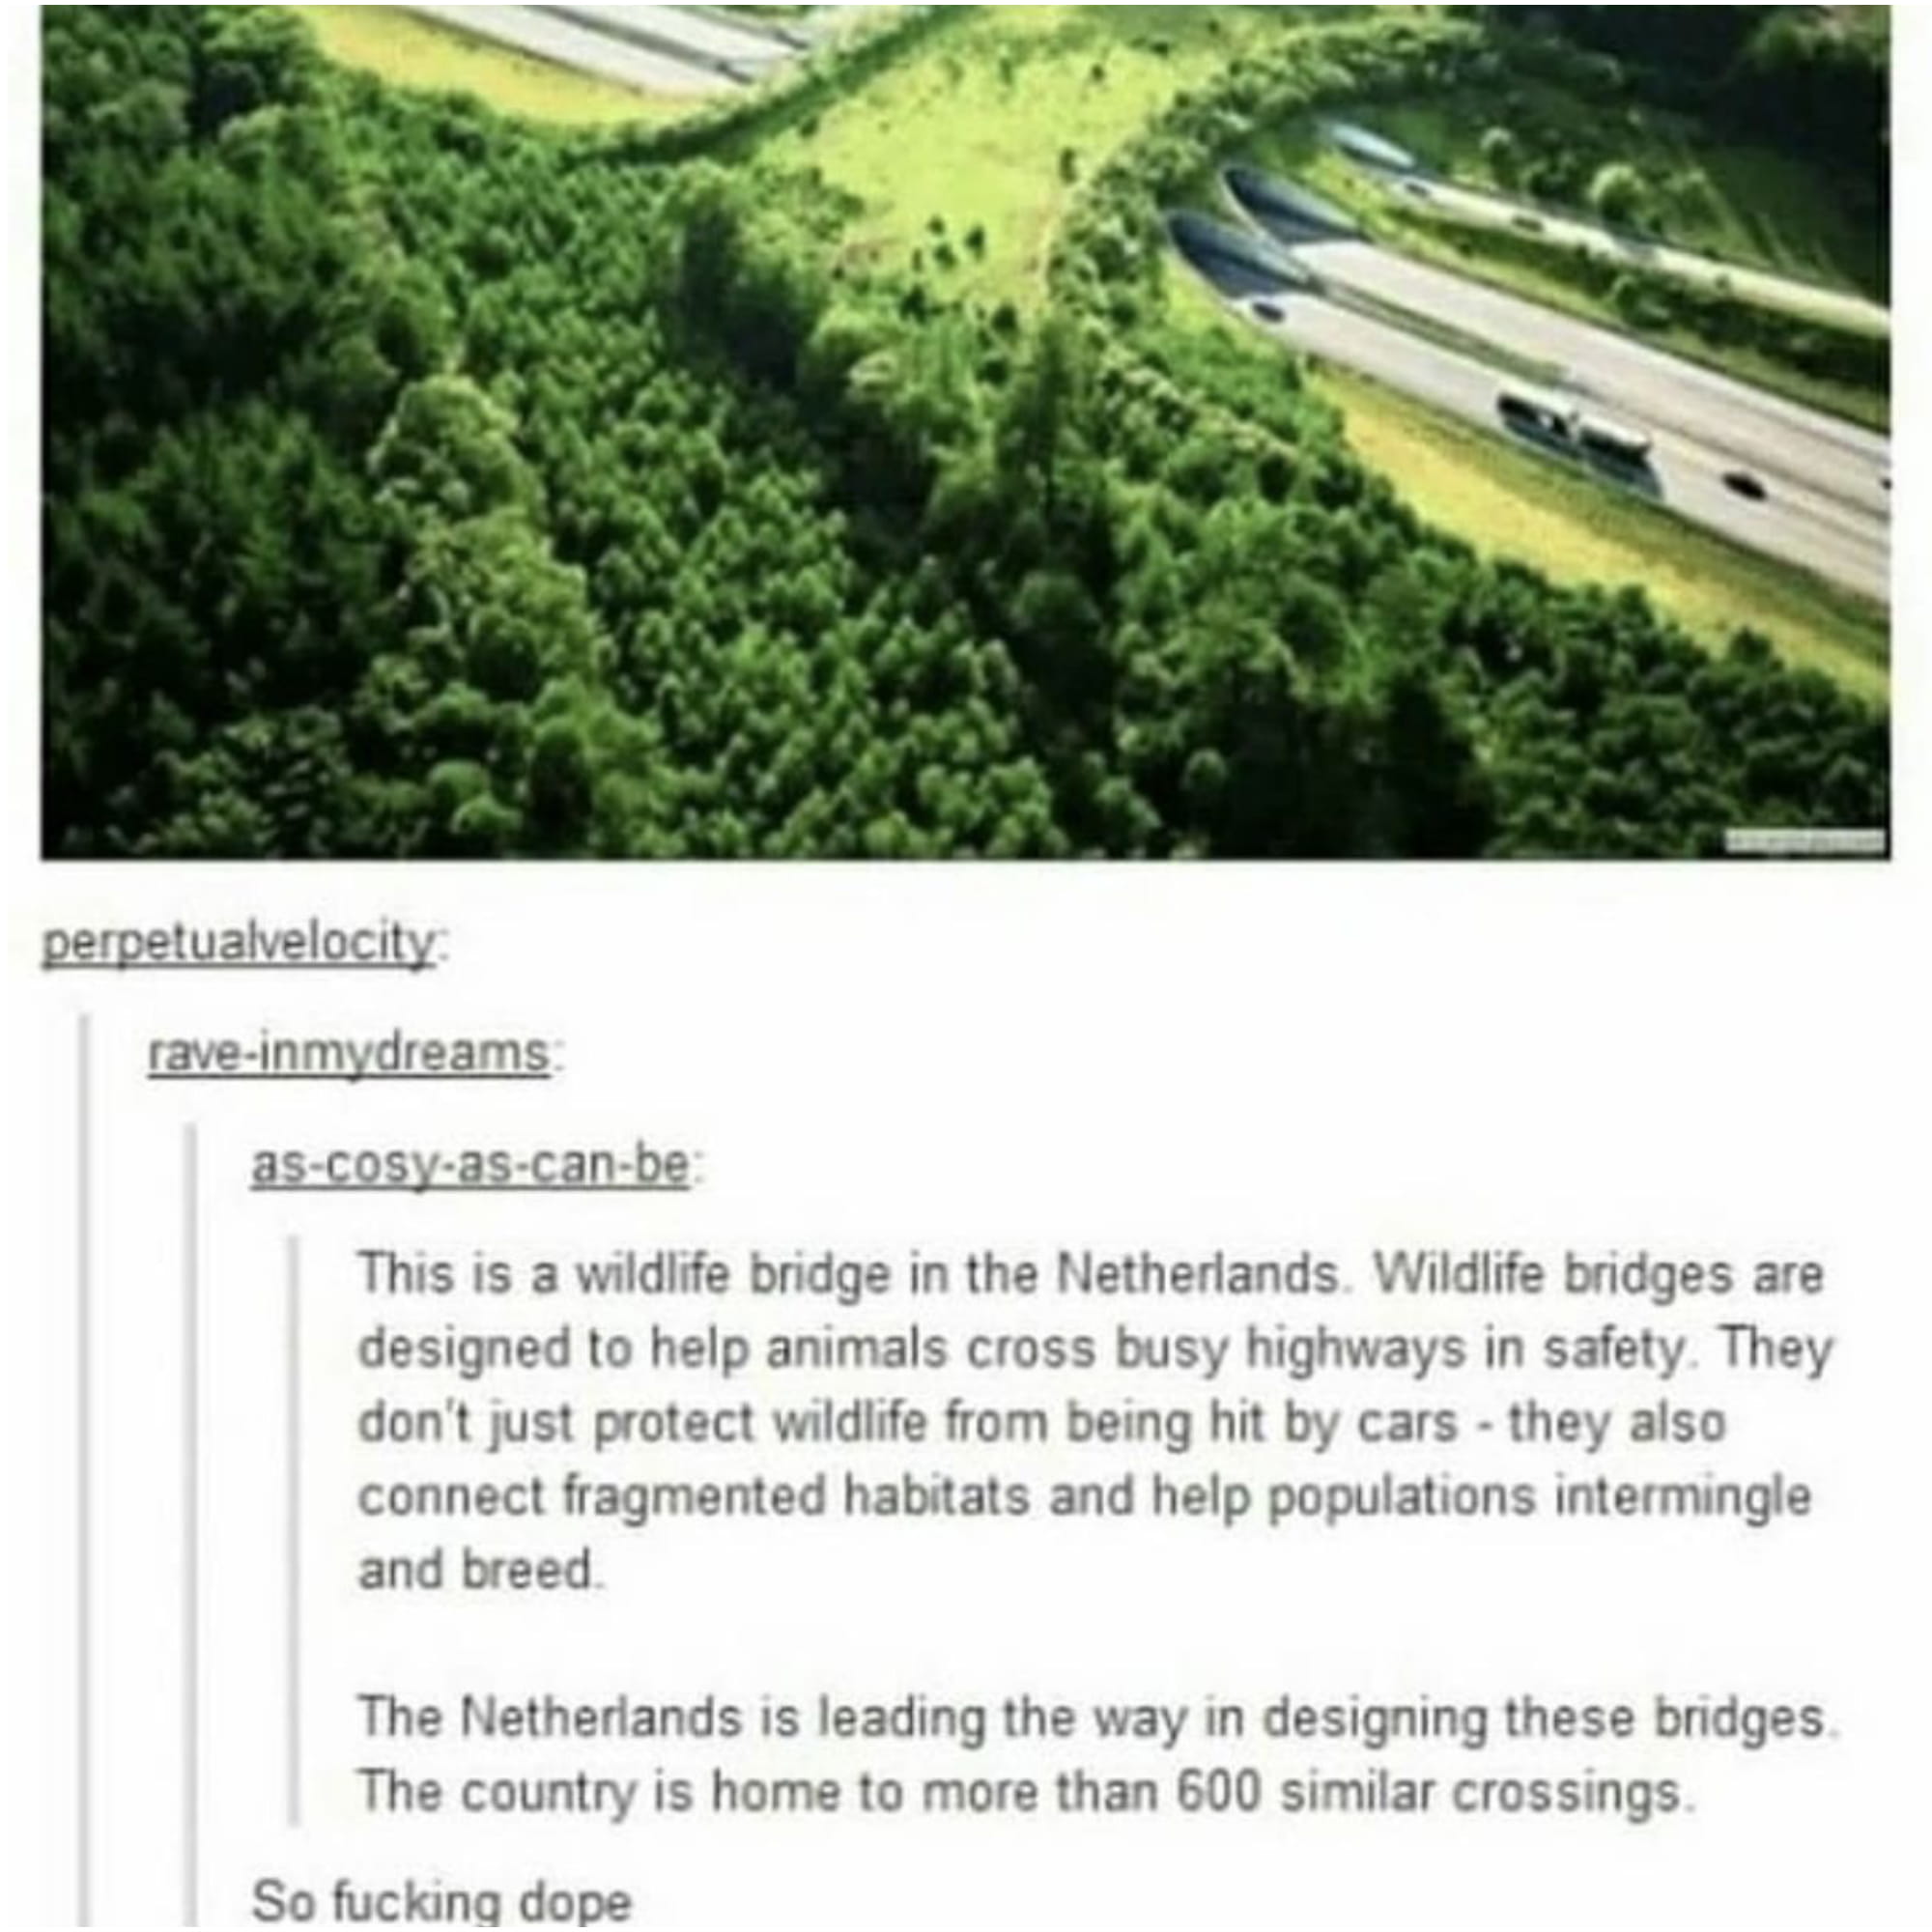 perpetualvelocity:
rave-inmydreams:
as-cosy-as-can-be:
This is a wildlife bridge in the Netherlands. Wildlife bridges are
designed to help animals cross busy highways in safety. They
don't just protect wildlife from being hit by cars - they also
connect fragmented habitats and help populations intermingle
and breed.
The Netherlands is leading the way in designing these bridges.
The country is home to more than 600 similar crossings.
So fucking dope